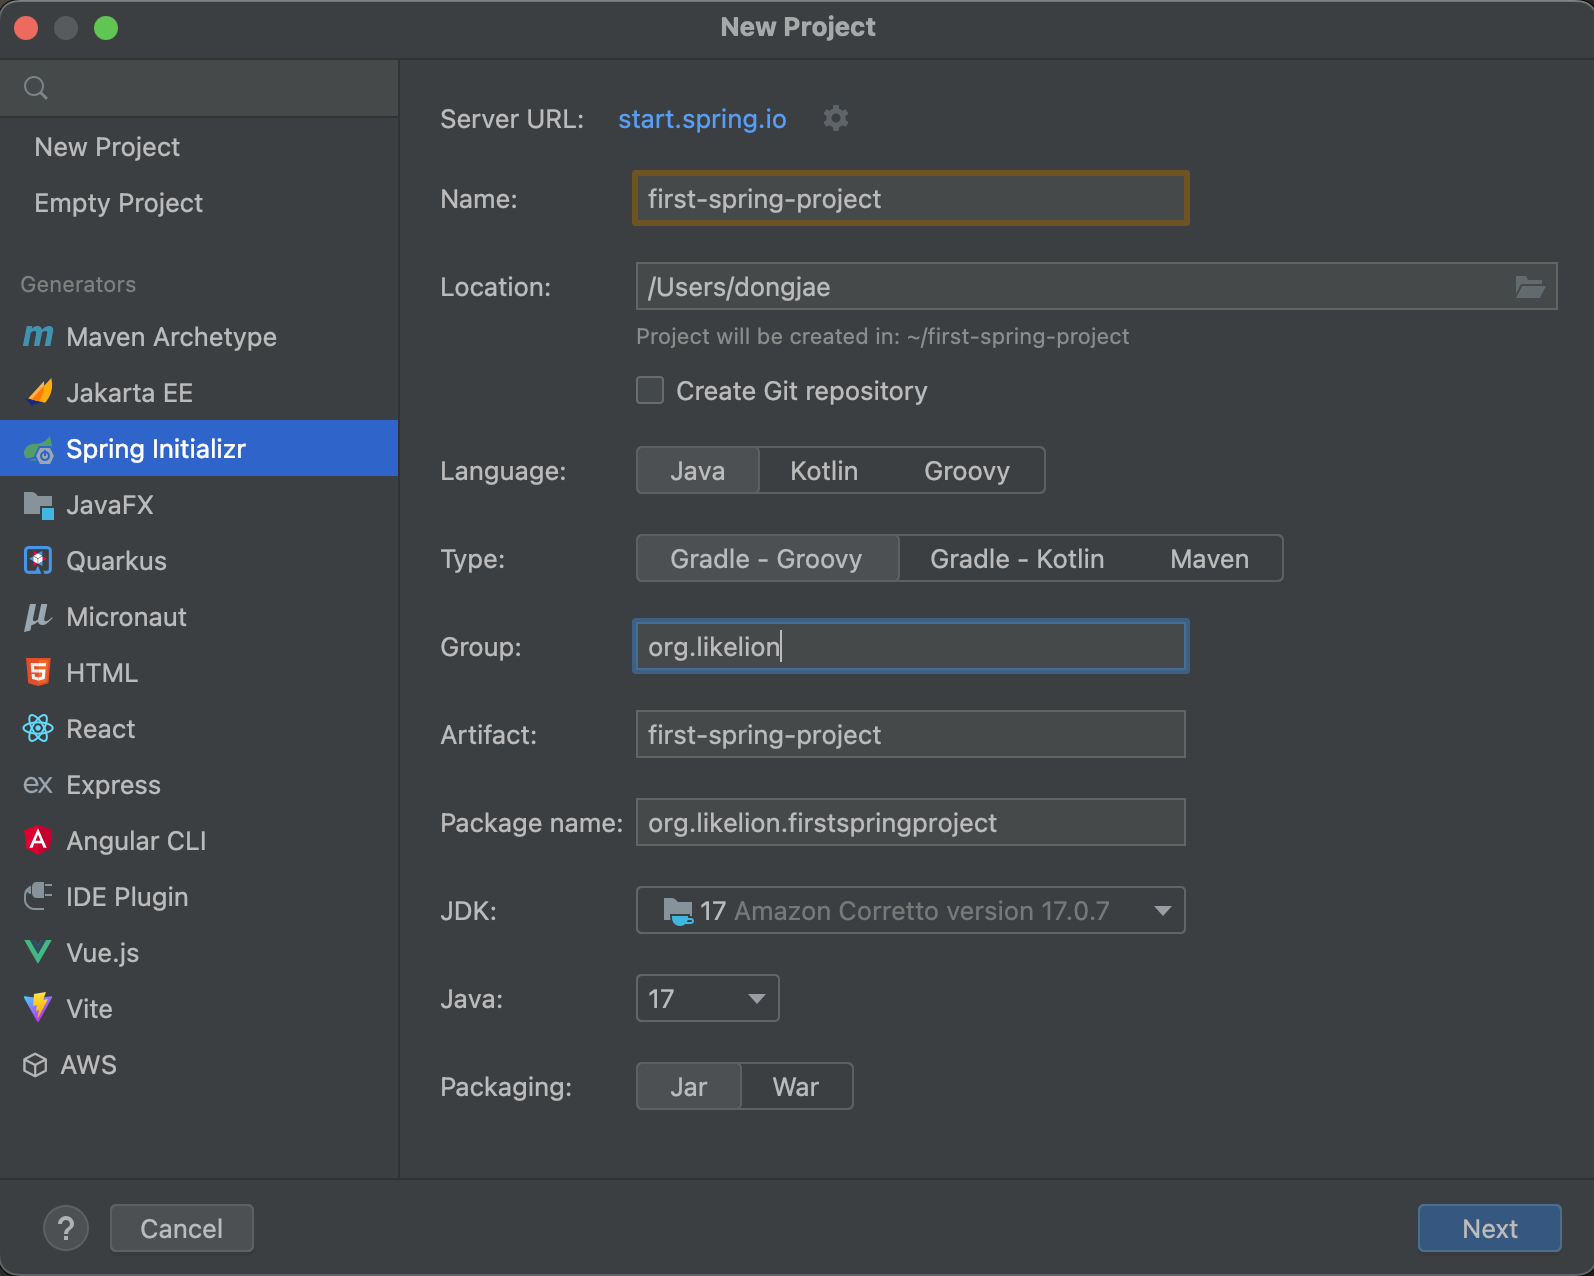 New Project
New Project
Empty Project
Generators
Maven Archetype
Jakarta EE
Spring Initializr
JavaFX
Quarkus
Micronaut
HTML
React
ex Express
Angular CLI
IDE Plugin
Vue.js
Vite
AWS
Server URL: start.spring.io
Name: first-spring-project
Location: /Users/dongjae
Project will be created in: ~/first-spring-project
Create Git repository
Language: Java Kotlin Groovy
Type: Gradle - Groovy Gradle - Kotlin Maven
Group: org.likelion
Artifact: first-spring-project
Package name: org.likelion.firstspringproject
JDK: 17 Amazon Corretto version 17.0.7
Java: 17
Packaging: Jar War
? Cancel Next